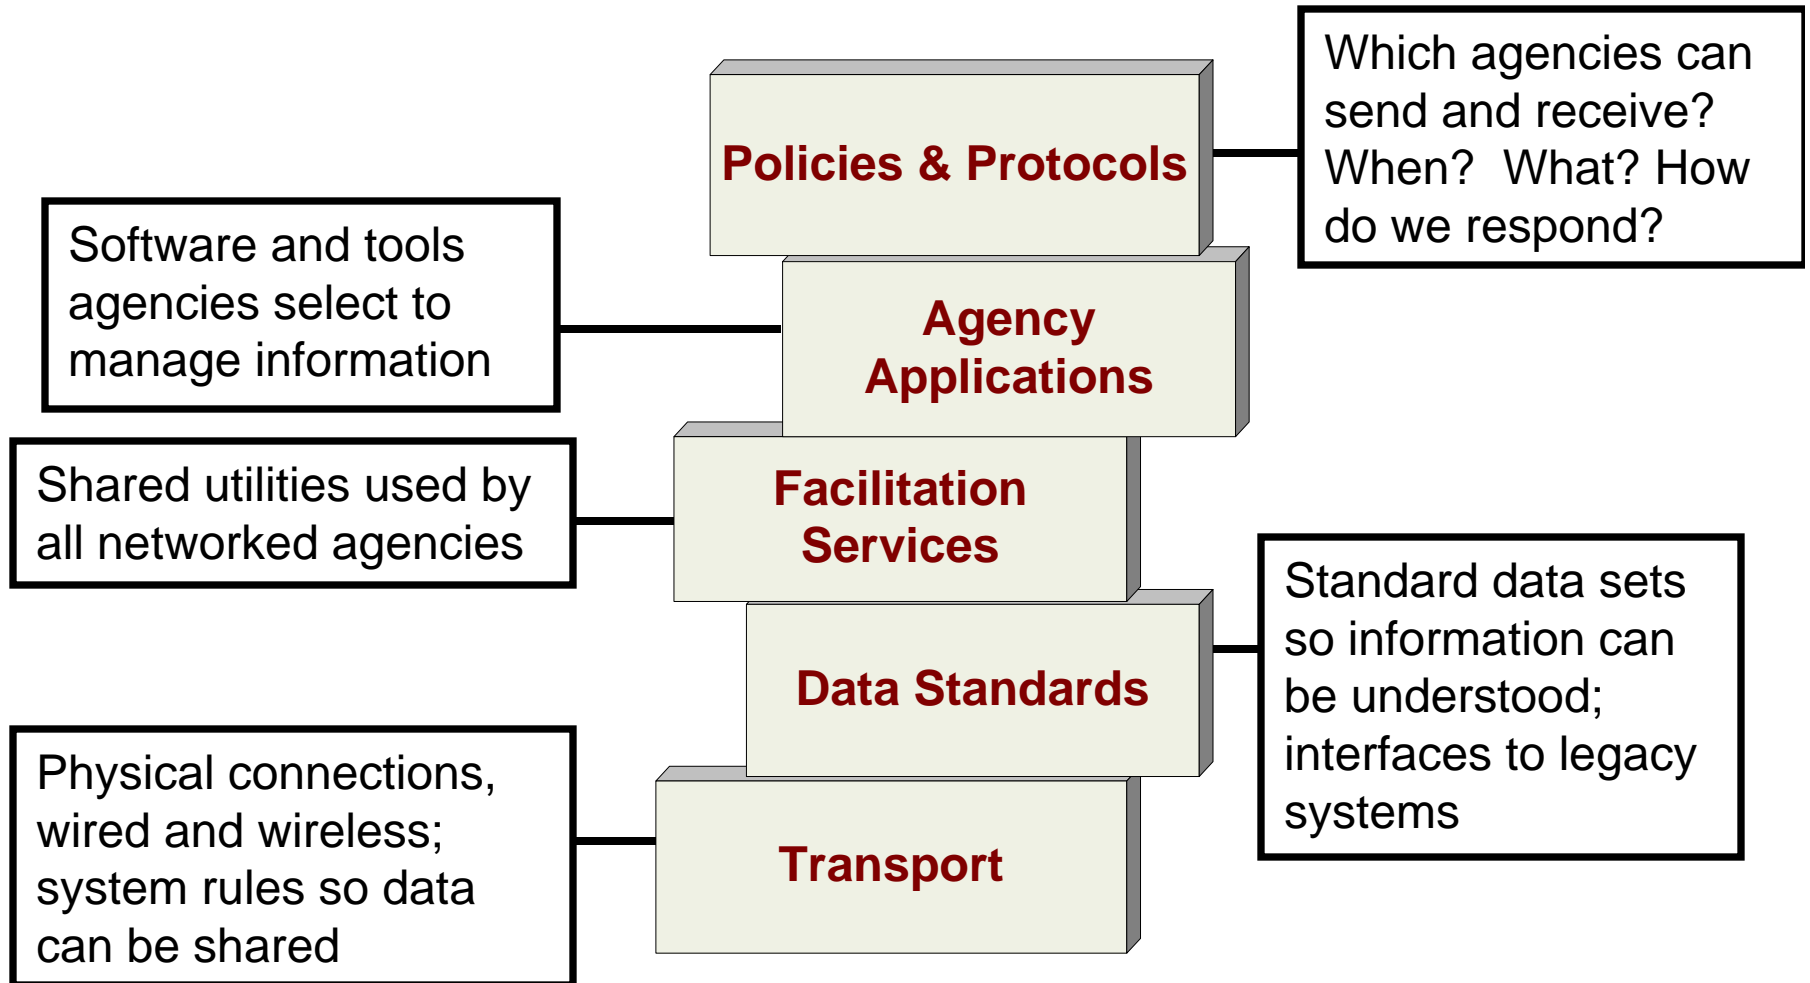 Policies & Protocols
Which agencies can
send and receive?
When?  What? How
do we respond?
Software and tools
agencies select to
manage information
Agency
Applications
Shared utilities used by
all networked agencies
Facilitation
Services
Data Standards
Standard data sets
so information can
be understood;
interfaces to legacy
systems
Physical connections,
wired and wireless;
system rules so data
can be shared
Transport